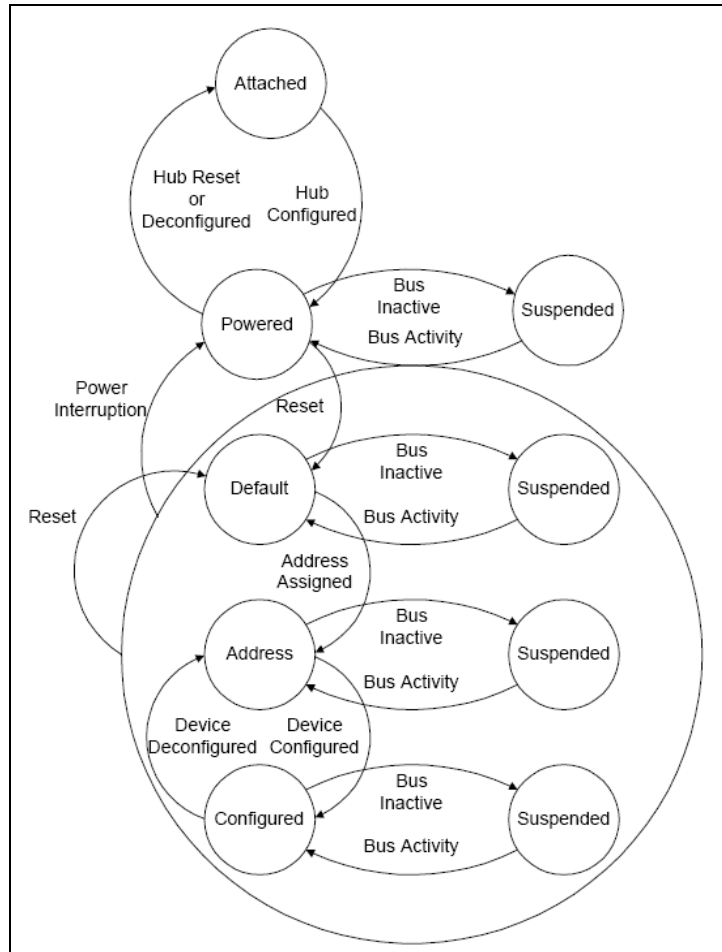 Attached
Hub Reset
or
Deconfigured
Hub
Configured
Powered
Bus
Inactive
Bus Activity
Suspended
Power
Interruption
Reset
Default
Bus
Inactive
Bus Activity
Suspended
Reset
Address
Assigned
Address
Bus
Inactive
Bus Activity
Suspended
Device
Deconfigured
Device
Configured
Configured
Bus
Inactive
Bus Activity
Suspended